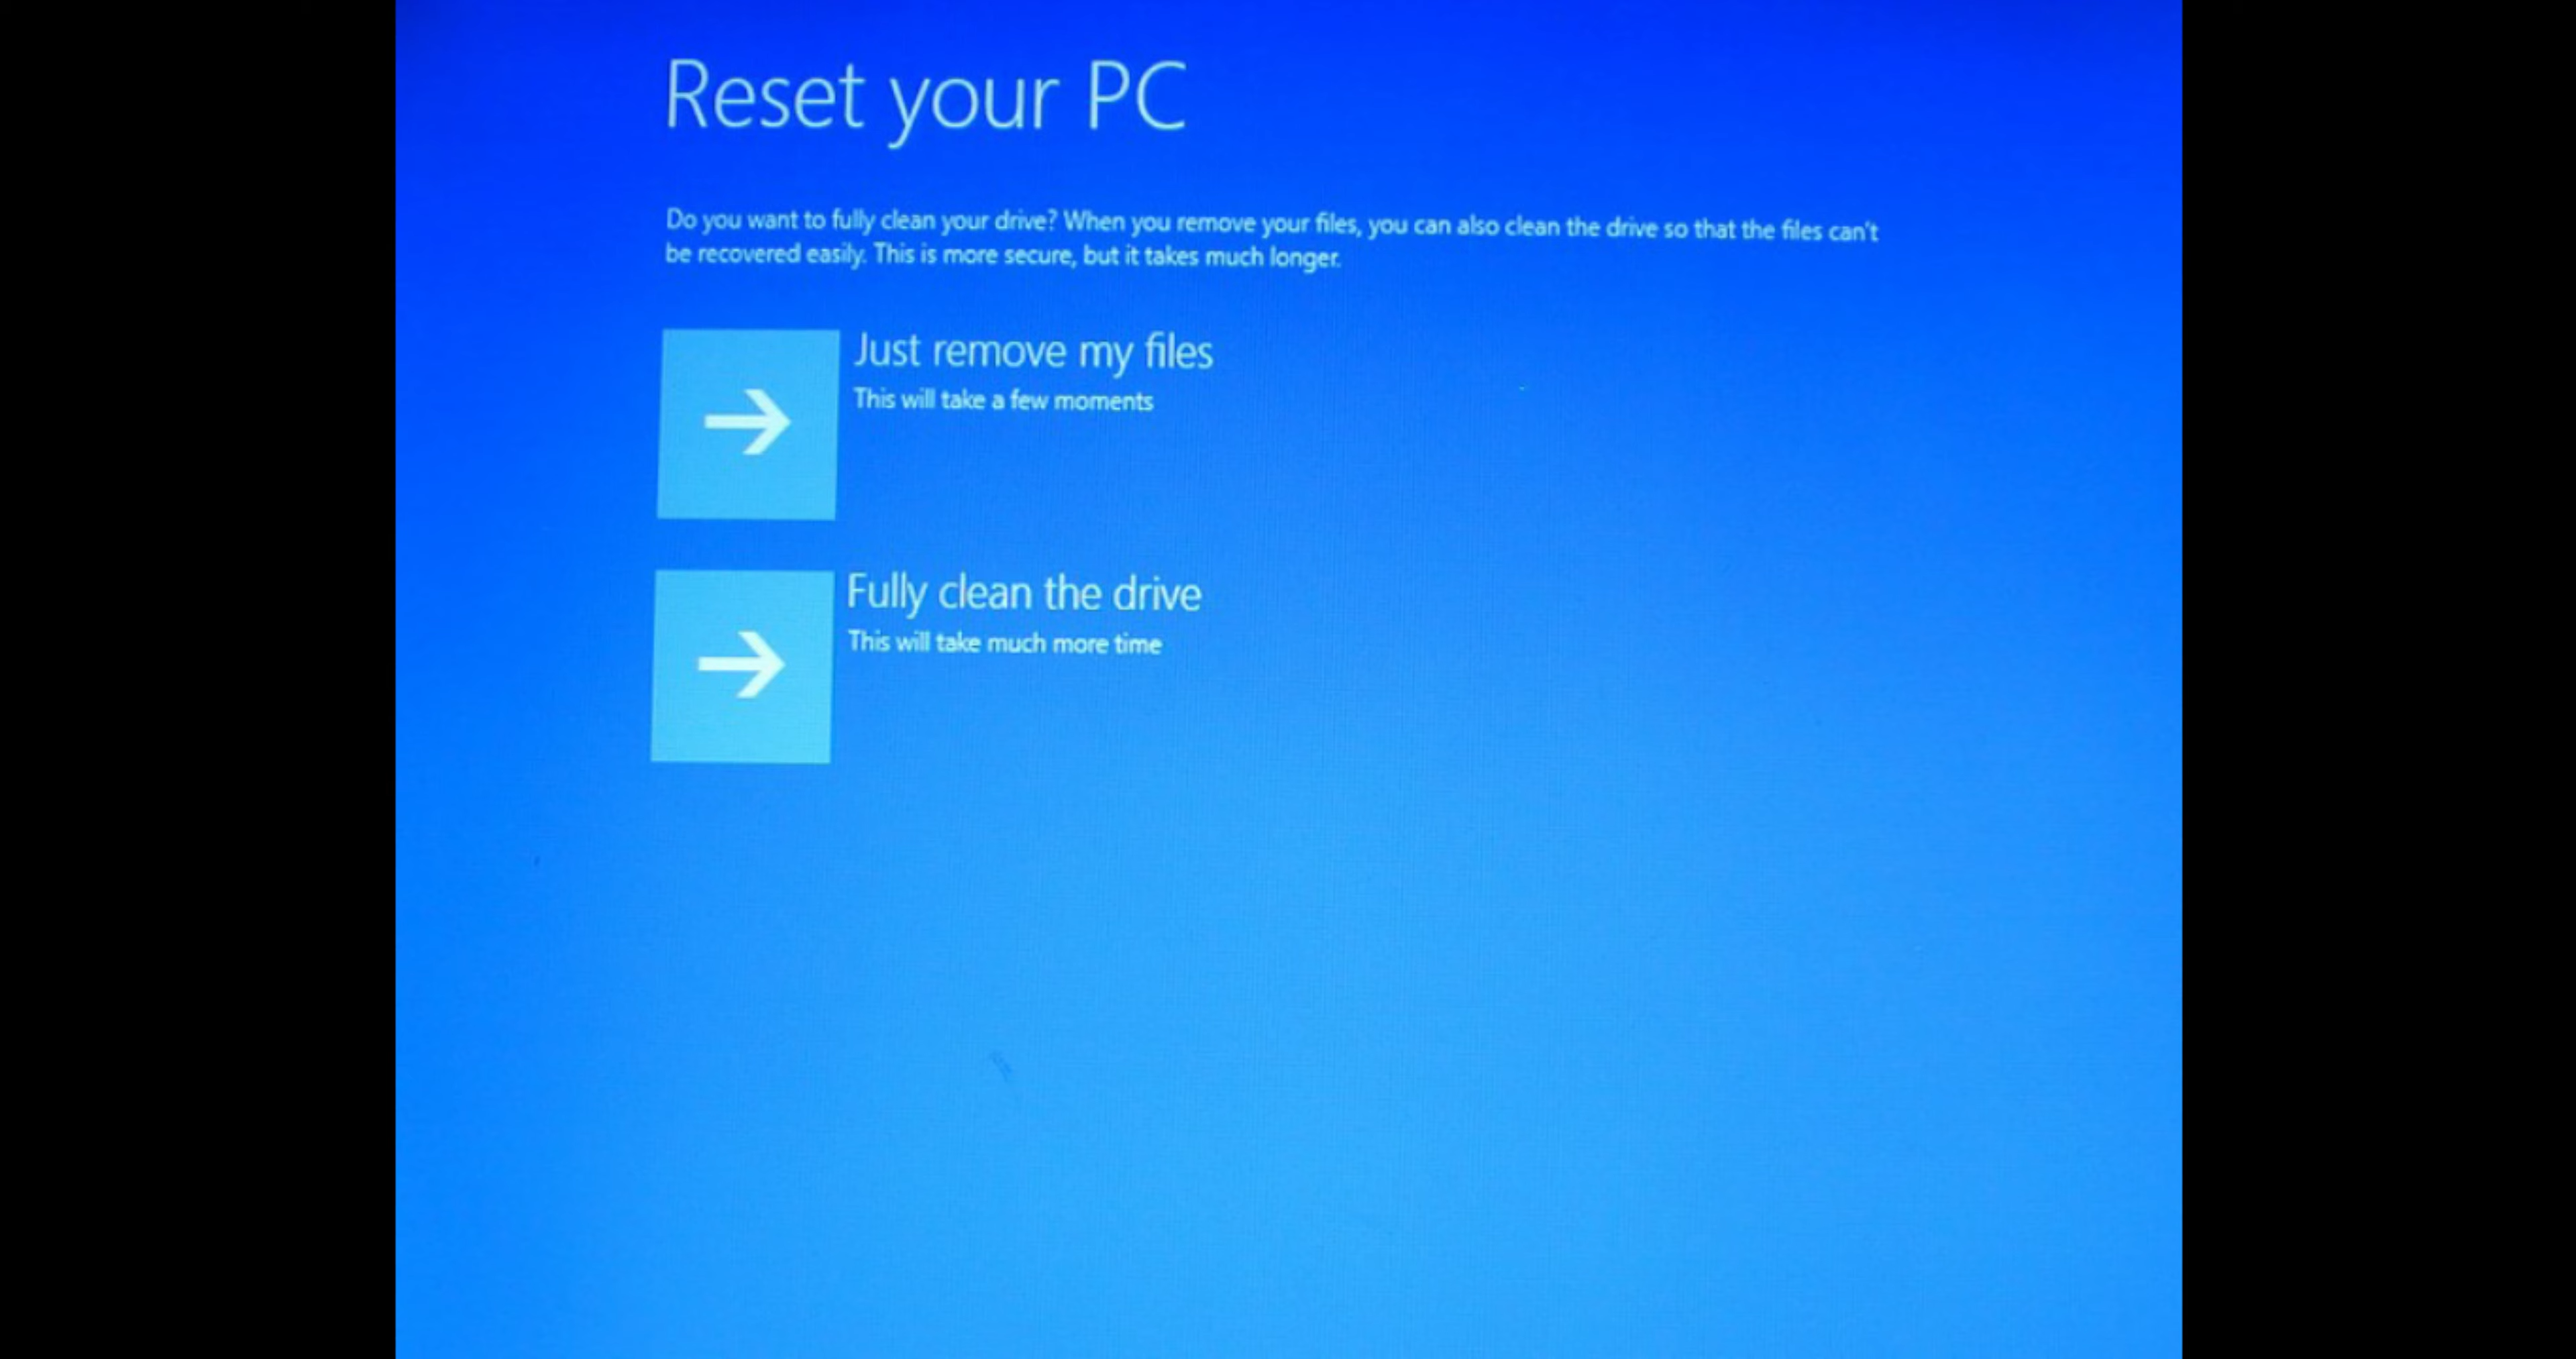 Reset your PC
Do you want to fully clean your drive? When you remove your files, you can also clean the drive so that the files can't
be recovered easily. This is more secure, but it takes much longer.
Just remove my files
This will take a few moments
Fully clean the drive
This will take much more time